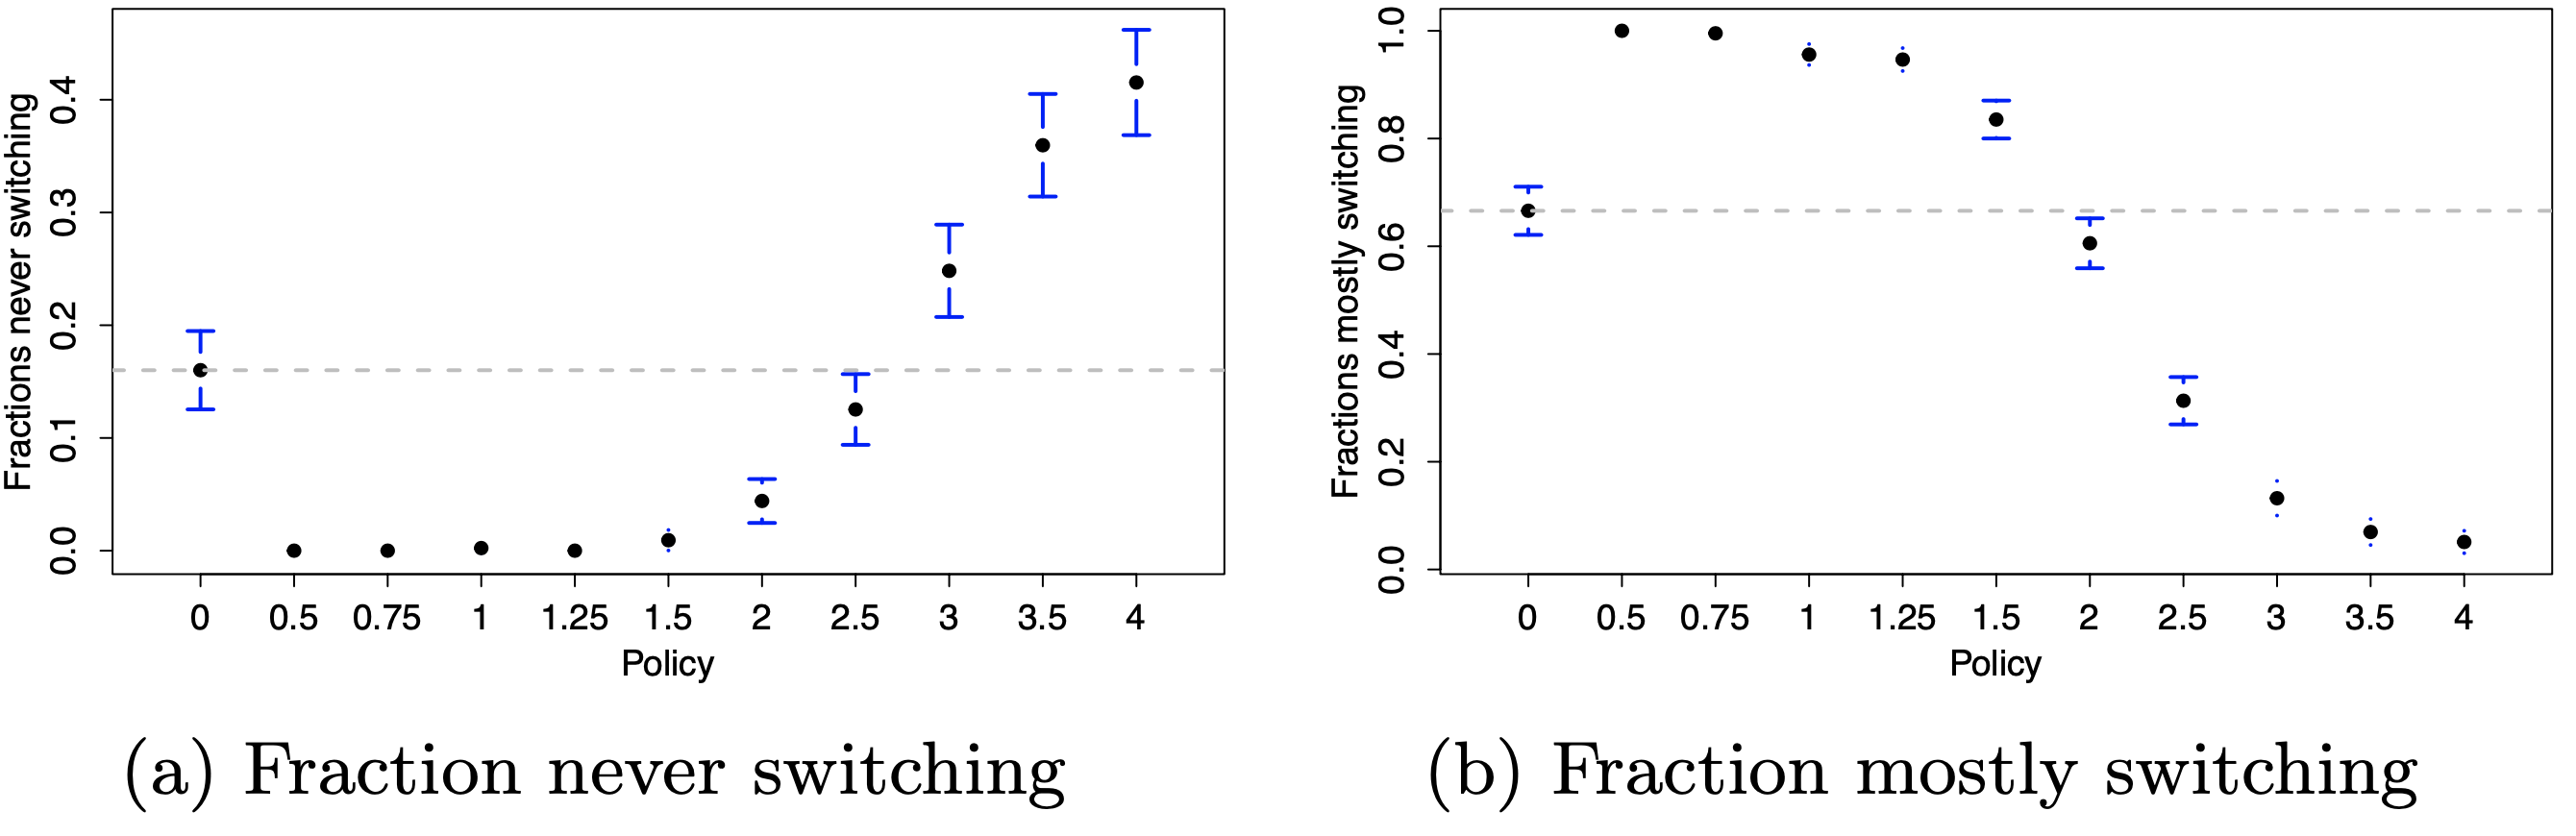 Fractions never switching
0.0 0.1 0.2 0.3 0.4
0 0.5 0.75 1 1.25 1.5 2 2.5 3 3.5 4
Policy
(a) Fraction never switching
Fractions mostly switching
0.0 0.2 0.4 0.6 0.8 1.0
0 0.5 0.75 1 1.25 1.5 2 2.5 3 3.5 4
Policy
(b) Fraction mostly switching